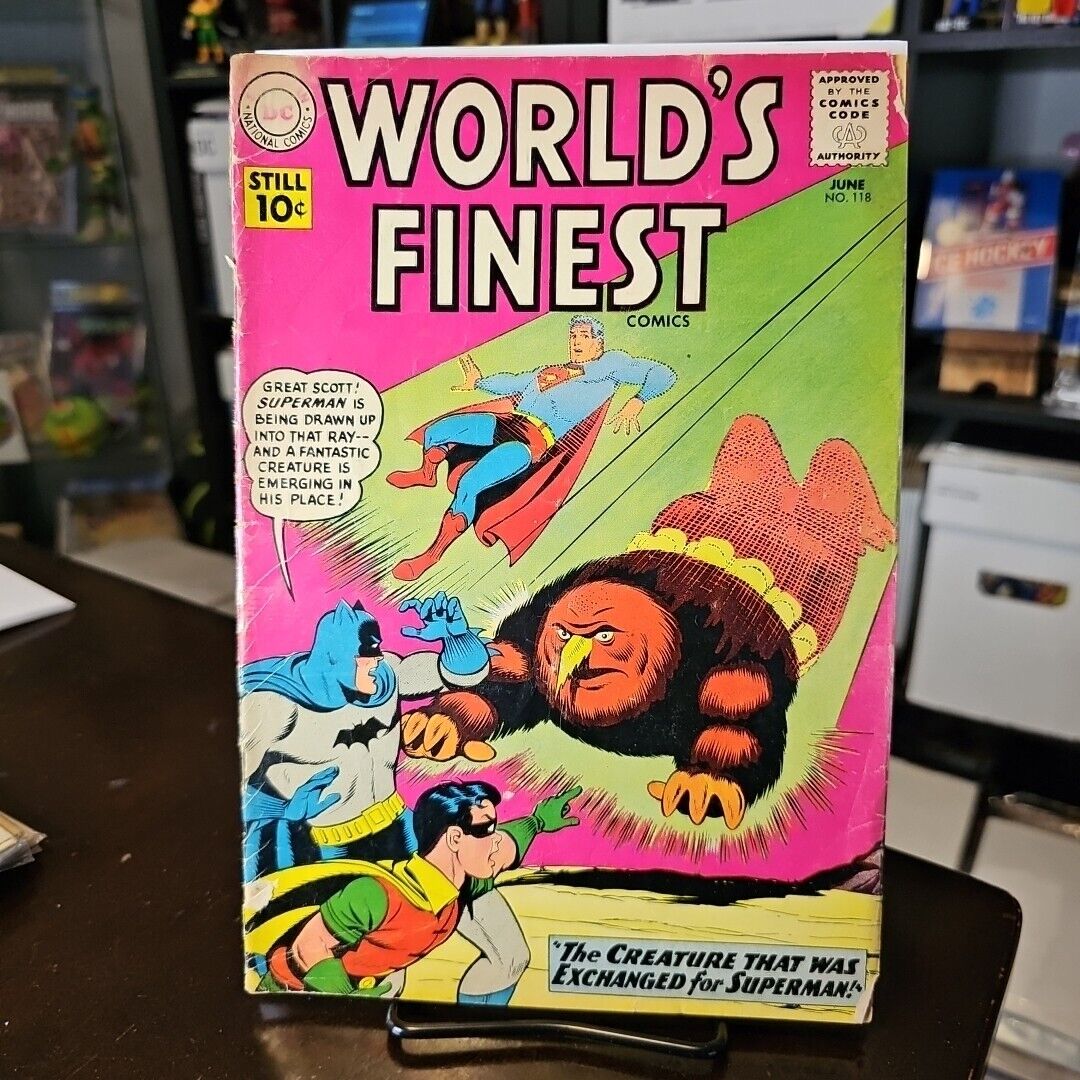 DC
NATIONAL COMICS
WORLD'S
FINEST
COMICS
APPROVED
BY THE
COMICS
CODE
CA
AUTHORITY
STILL
10¢
JUNE
NO. 118
GREAT SCOTT!
SUPERMAN IS
BEING DRAWN UP
INTO THAT RAY--
AND A FANTASTIC
CREATURE IS
EMERGING IN
HIS PLACE!
"The CREATURE THAT WAS
EXCHANGED for SUPERMAN!"
HOCKEY